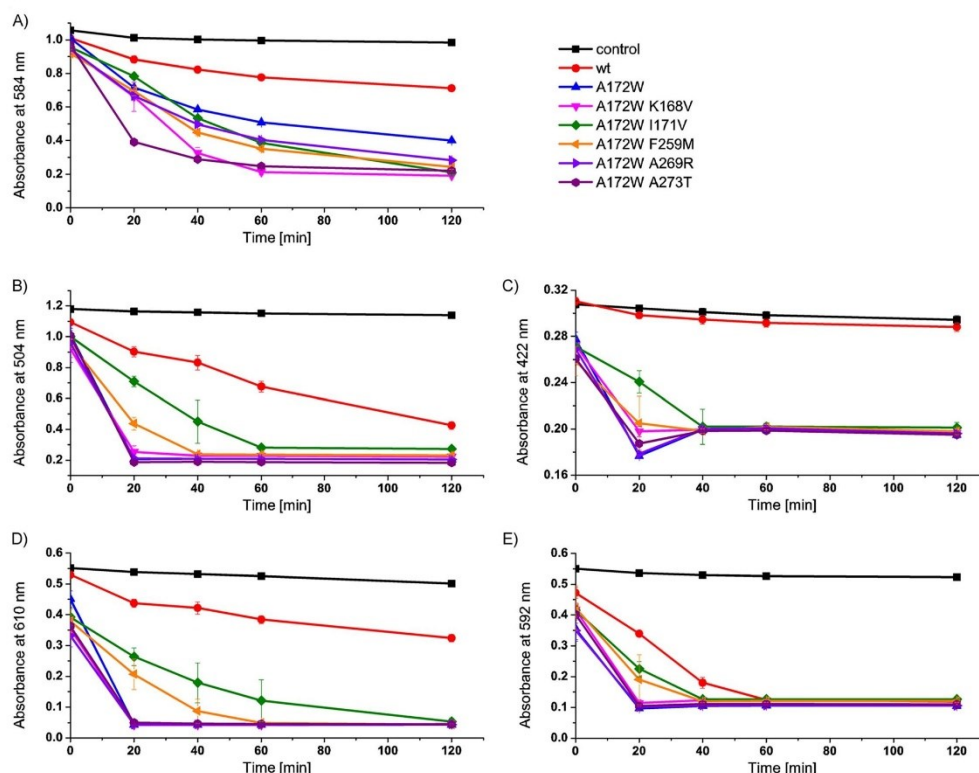 A)
Absorbance at 584 nm
1.0
0.8
0.6
0.4
0.2
0.0
0 20 40 60 80 100 120
Time [min]
control
wt
A172W
A172W K168V
A172W I171V
A172W F259M
A172W A269R
A172W A273T
B)
Absorbance at 504 nm
1.2
1.0
0.8
0.6
0.4
0.2
0 20 40 60 80 100 120
Time [min]
C)
Absorbance at 422 nm
0.32
0.28
0.24
0.20
0.16
0 20 40 60 80 100 120
Time [min]
D)
Absorbance at 610 nm
0.6
0.5
0.4
0.3
0.2
0.1
0.0
0 20 40 60 80 100 120
Time [min]
E)
Absorbance at 592 nm
0.6
0.5
0.4
0.3
0.2
0.1
0.0
0 20 40 60 80 100 120
Time [min]